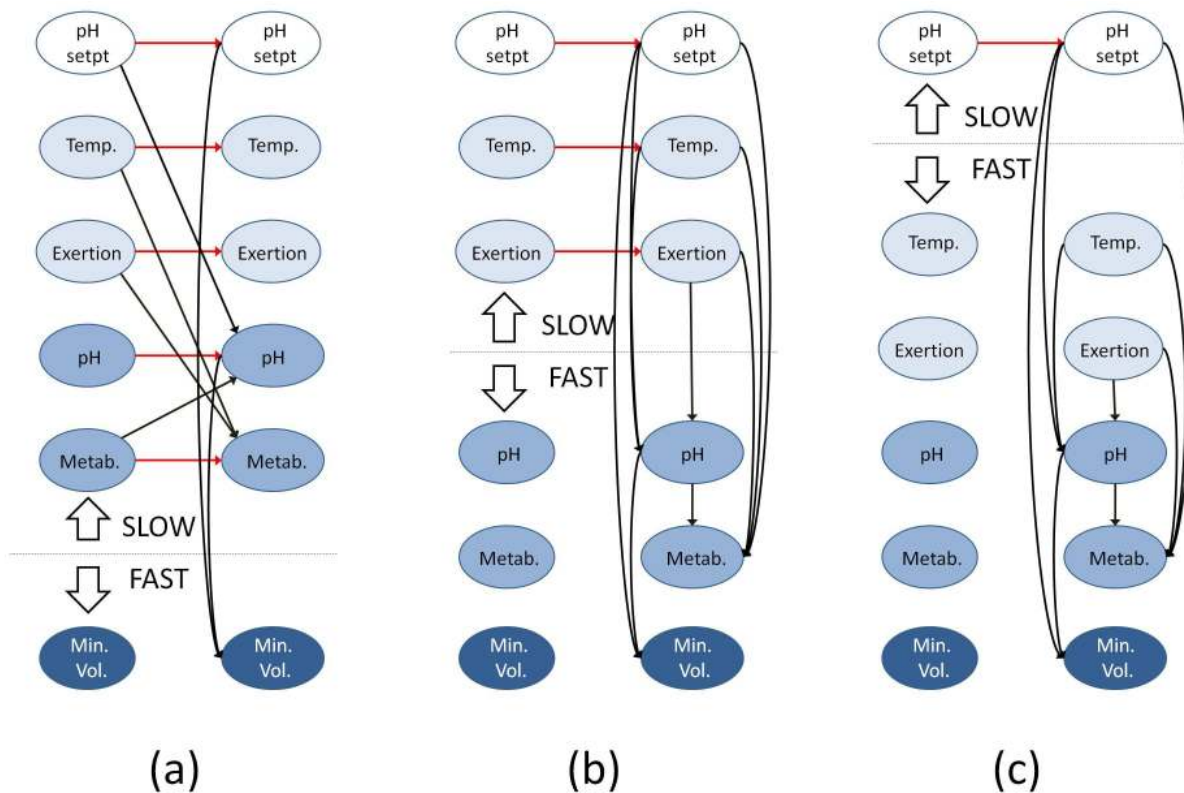 pH
setpt
pH
setpt
Temp.
Temp.
Exertion
Exertion
pH
pH
Metab.
Metab.
SLOW
FAST
Min.
Vol.
Min.
Vol.
(a)
pH
setpt
pH
setpt
Temp.
Temp.
Exertion
Exertion
SLOW
FAST
pH
pH
Metab.
Metab.
Min.
Vol.
Min.
Vol.
(b)
pH
setpt
pH
setpt
SLOW
FAST
Temp.
Temp.
Exertion
Exertion
pH
pH
Metab.
Metab.
Min.
Vol.
Min.
Vol.
(c)